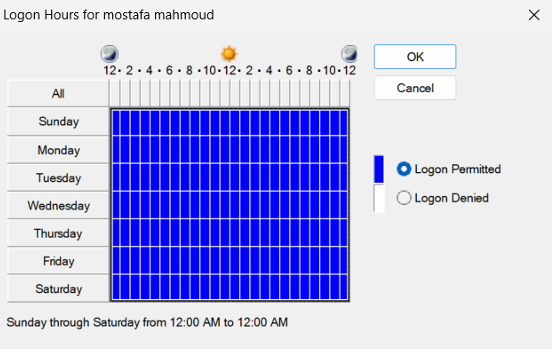 Logon Hours for mostafa mahmoud
12 • 2 • 4 • 6 • 8 • 10 • 12 • 2 • 4 • 6 • 8 • 10 • 12
All
Sunday
Monday
Tuesday
Wednesday
Thursday
Friday
Saturday
OK
Cancel
Logon Permitted
Logon Denied
Sunday through Saturday from 12:00 AM to 12:00 AM